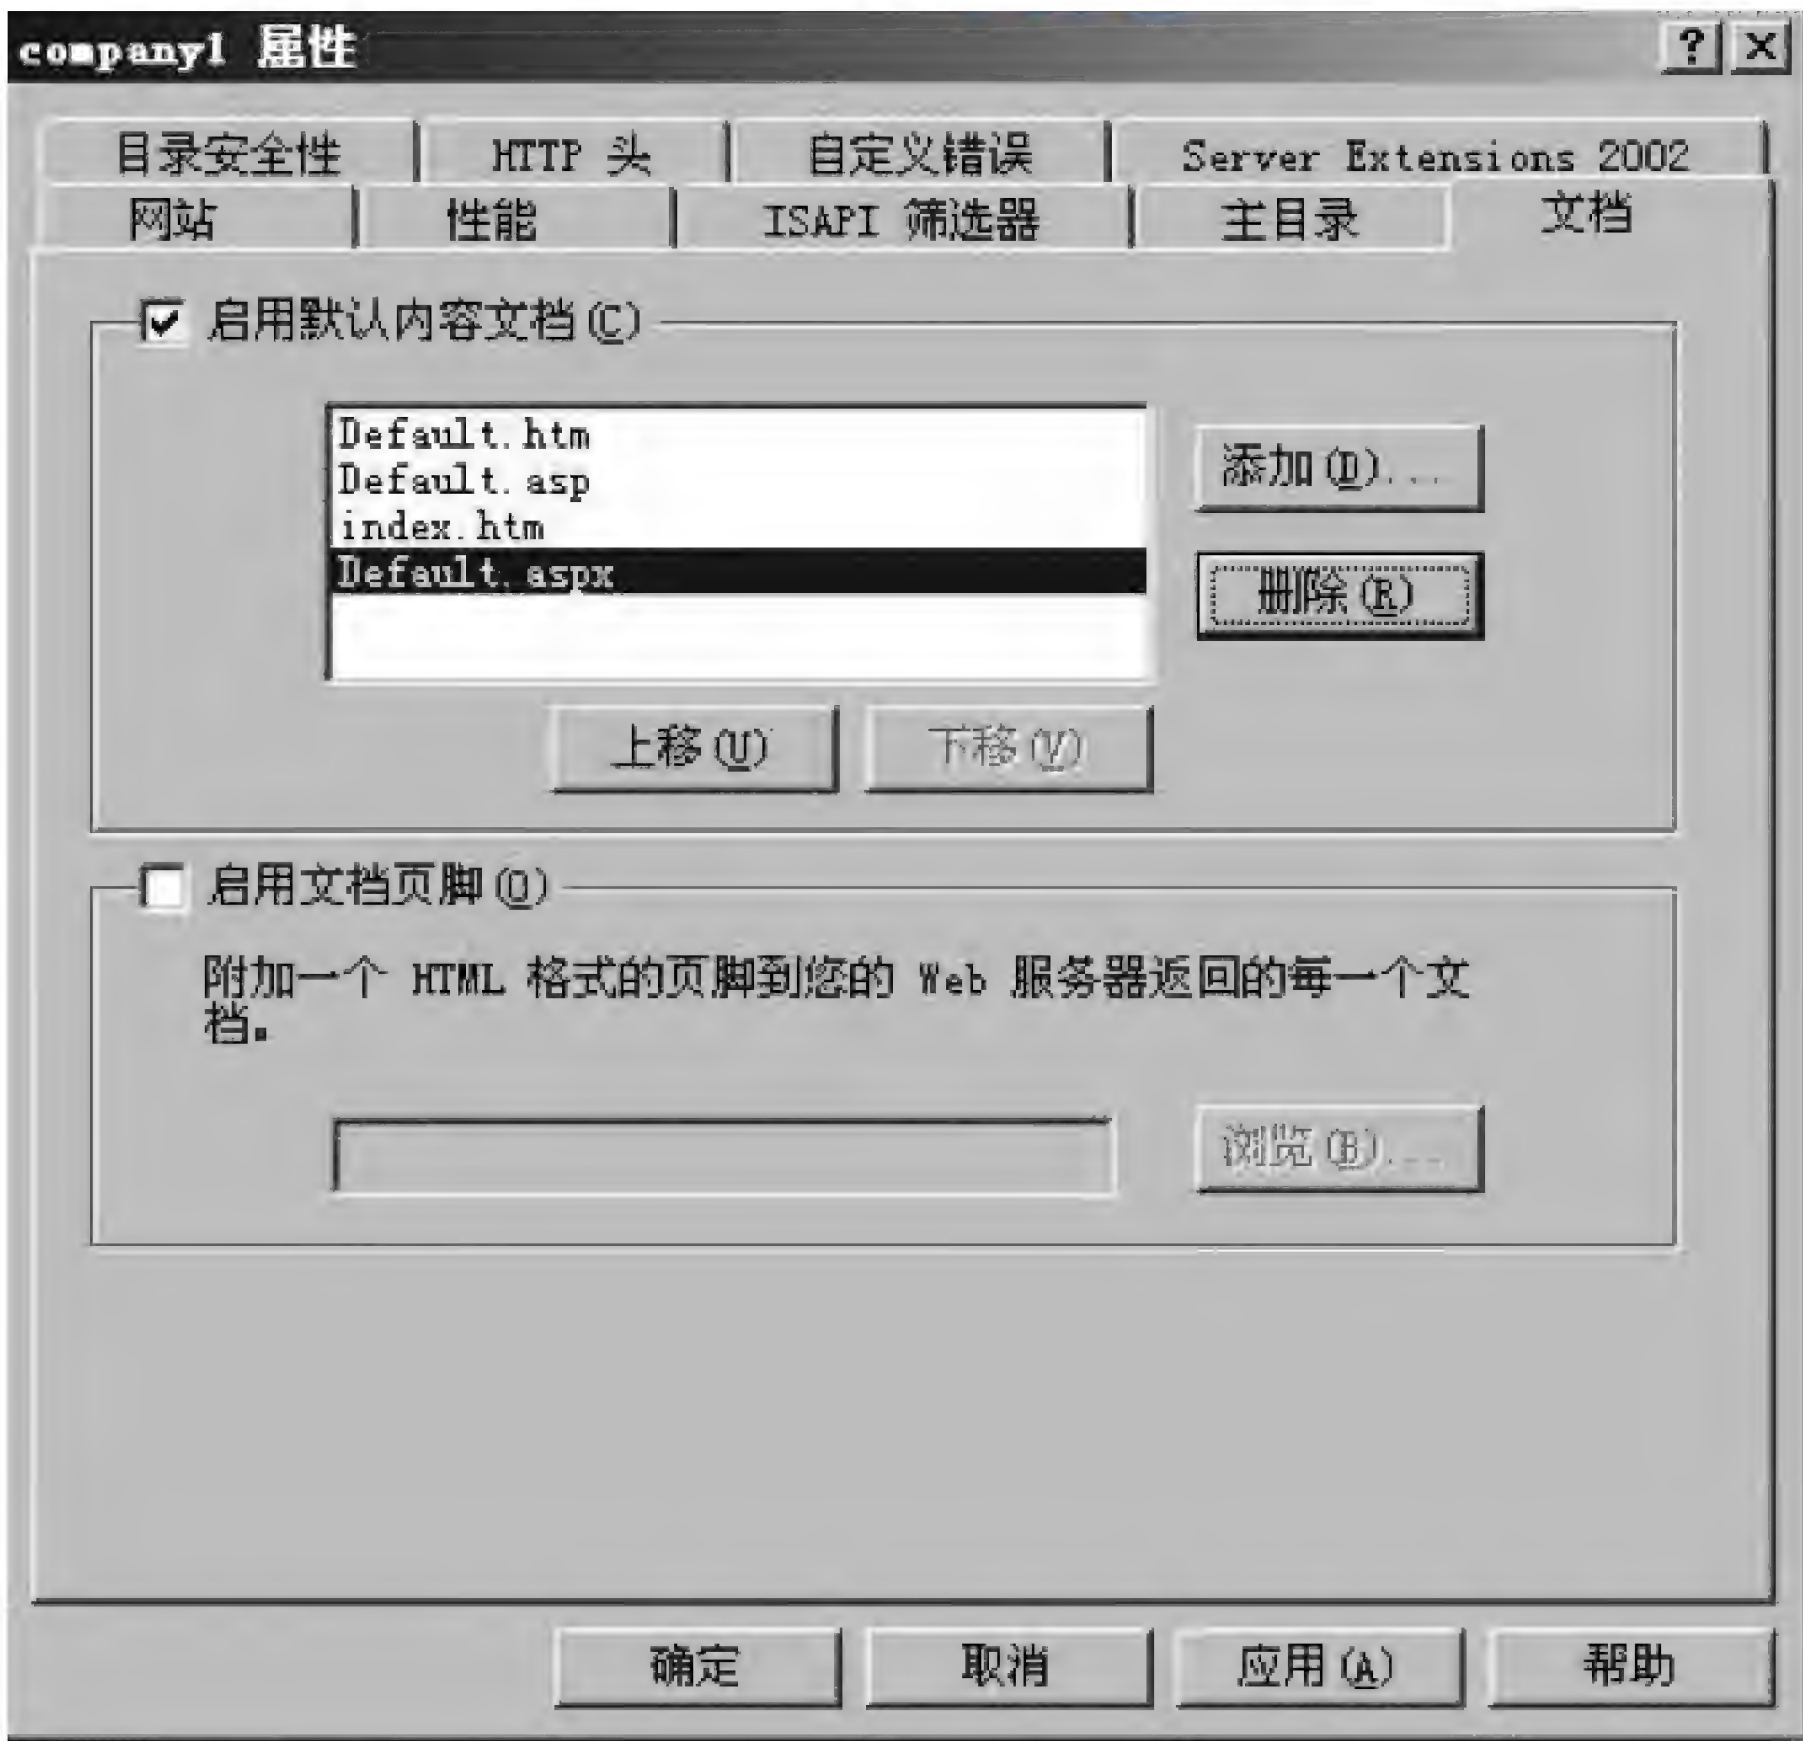 company1 属性
? X
目录安全性 HTTP 头 自定义错误 Server Extensions 2002
网站 性能 ISAPI 筛选器 主目录 文档
启用默认内容文档(C)
Default.htm
Default.asp
index.htm
Default.aspx
添加(D)...
删除(R)
上移(U) 下移(V)
启用文档页脚(O)
附加一个 HTML 格式的页脚到您的 Web 服务器返回的每一个文
档。
浏览(B)...
确定 取消 应用(A) 帮助